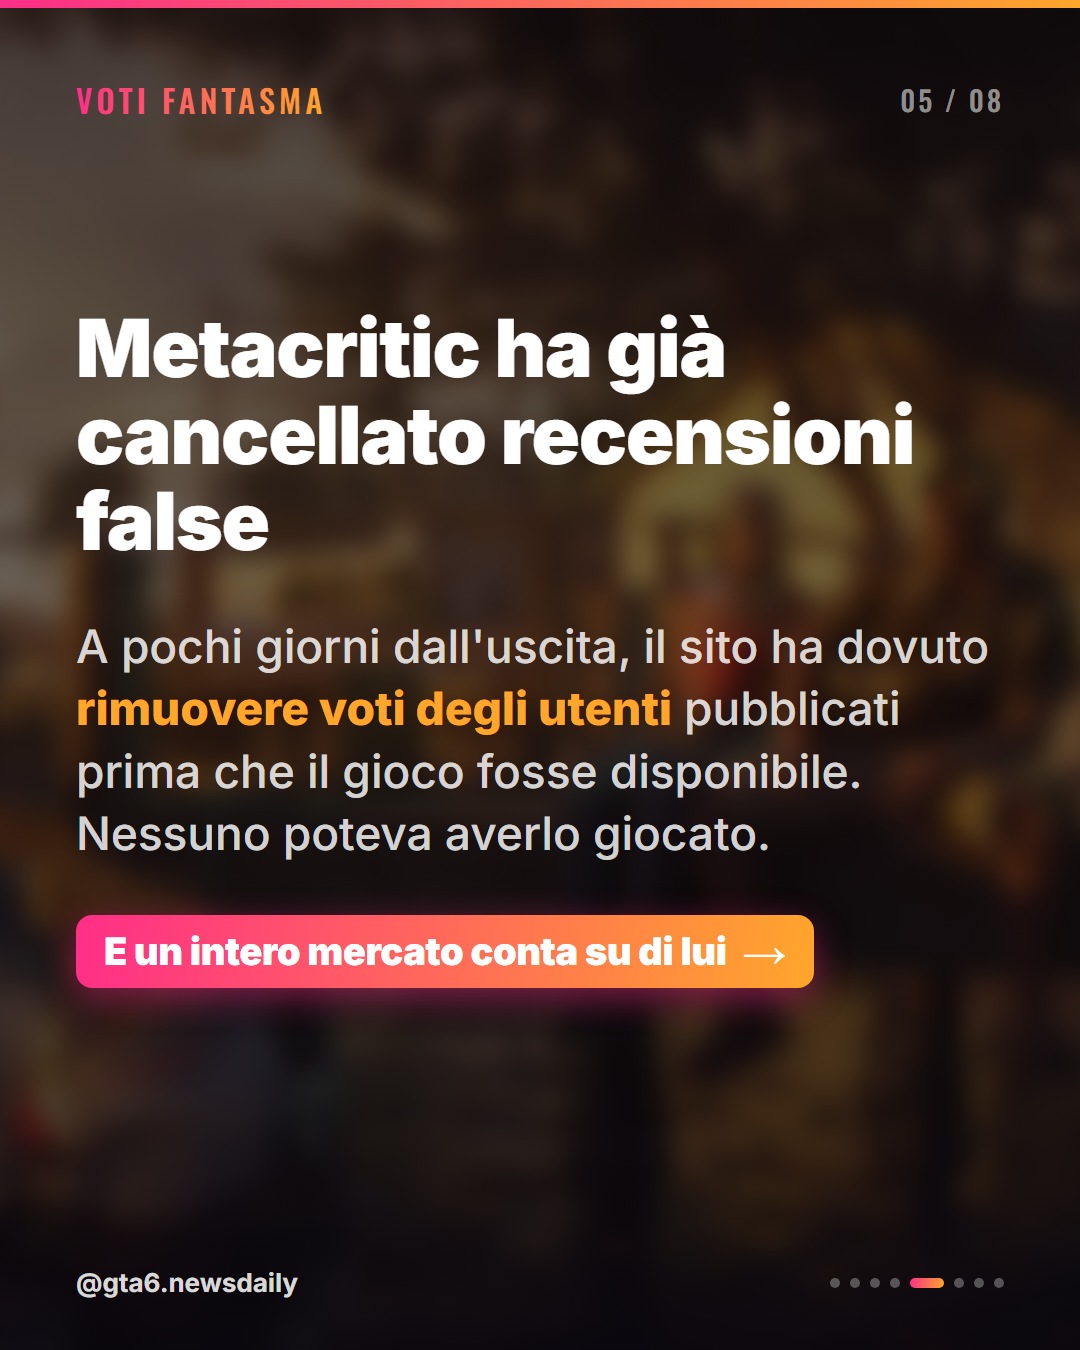 VOTI FANTASMA
05 / 08
Metacritic ha già
cancellato recensioni
false
A pochi giorni dall'uscita, il sito ha dovuto
rimuovere voti degli utenti pubblicati
prima che il gioco fosse disponibile.
Nessuno poteva averlo giocato.
E un intero mercato conta su di lui →
@gta6.newsdaily